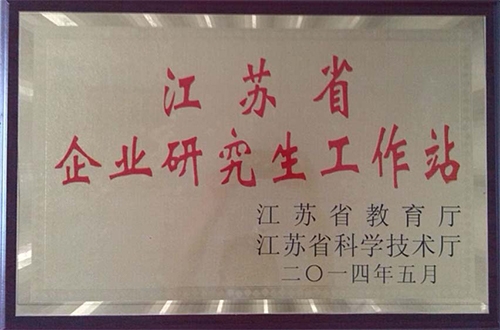 江苏省
企业研究生工作站
江苏省教育厅
江苏省科学技术厅
二〇一四年五月